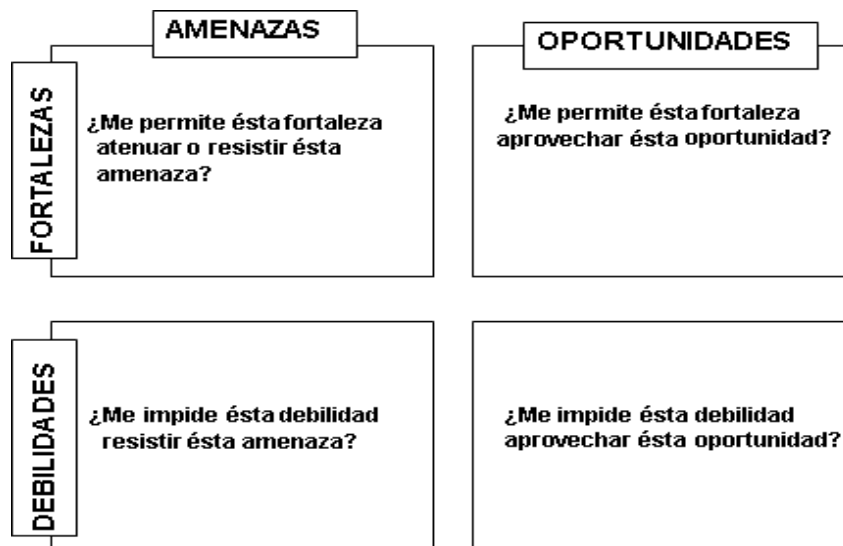 AMENAZAS
OPORTUNIDADES
FORTALEZAS
¿Me permite ésta fortaleza
atenuar o resistir ésta
amenaza?
¿Me permite ésta fortaleza
aprovechar ésta oportunidad?
DEBILIDADES
¿Me impide ésta debilidad
resistir ésta amenaza?
¿Me impide ésta debilidad
aprovechar ésta oportunidad?